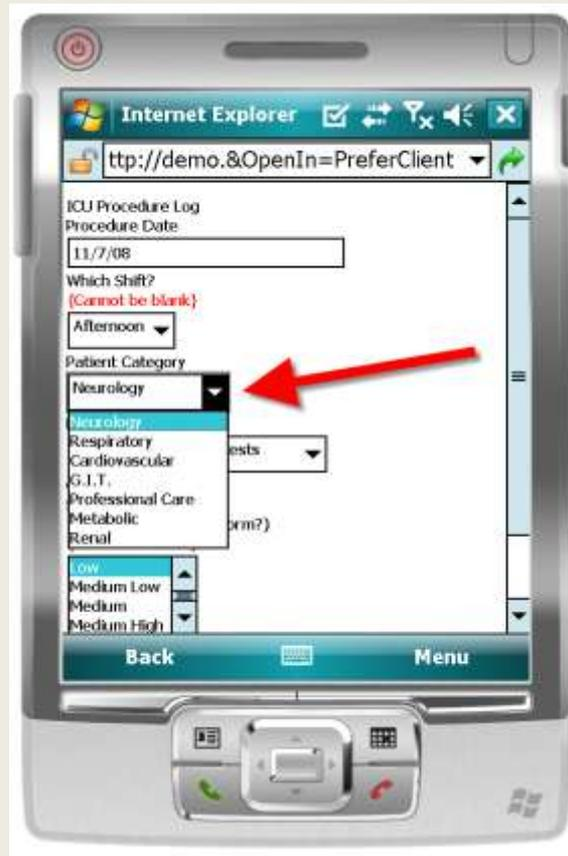 Internet Explorer
ttp://demo.&OpenIn=PreferClient
ICU Procedure Log
Procedure Date
11/7/08
Which Shift?
{Cannot be blank}
Afternoon
Patient Category
Neurology
Neurology
Respiratory
ests
Cardiovascular
G.I.T.
Professional Care
Metabolic
orm?)
Renal
Low
Medium Low
Medium
Medium High
Back
Menu